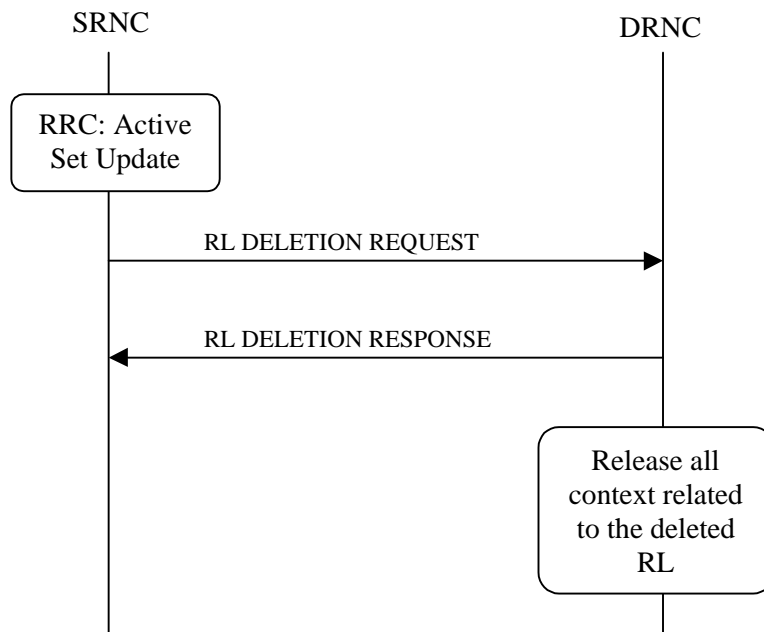 SRNC
DRNC
RRC: Active
Set Update
RL DELETION REQUEST
RL DELETION RESPONSE
Release all
context related
to the deleted
RL